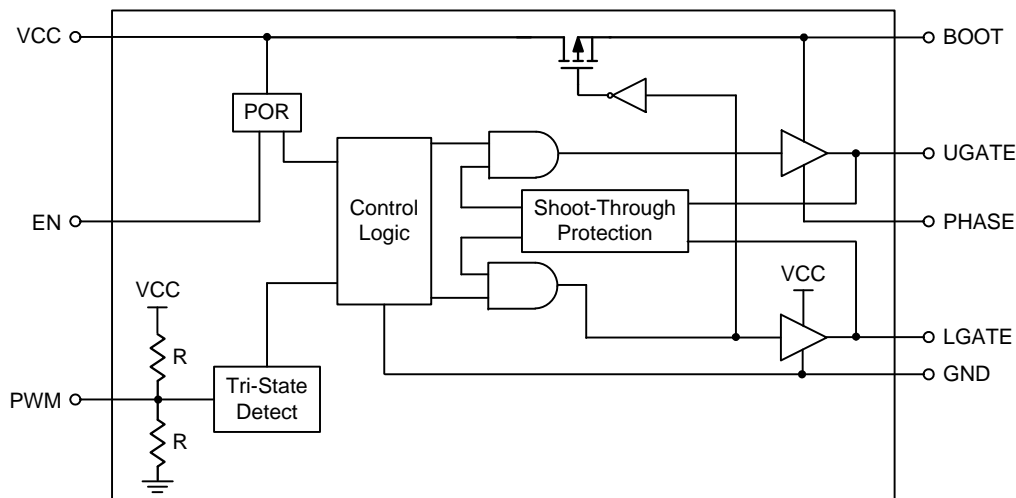 VCC
BOOT
POR
UGATE
EN
Control
Logic
Shoot-Through
Protection
PHASE
VCC
VCC
R
LGATE
PWM
Tri-State
Detect
GND
R